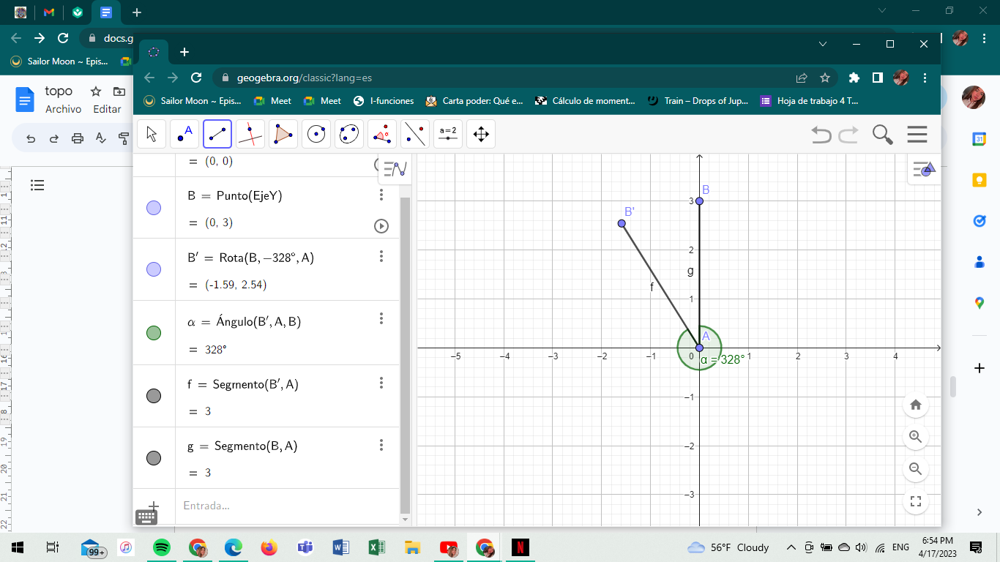 docs.g
Sailor Moon ~ Epis...
topo
Archivo Editar
geogebra.org/classic?lang=es
Sailor Moon ~ Epis...
Meet
Meet
I-funciones
Carta poder: Qué e...
Cálculo de moment...
Train – Drops of Jup...
Hoja de trabajo 4 T...
A
α
a = 2
= (0, 0)
B = Punto(EjeY)
= (0, 3)
B′ = Rota(B, −328°, A)
= (-1.59, 2.54)
α = Ángulo(B′, A, B)
= 328°
f = Segmento(B′, A)
= 3
g = Segmento(B, A)
= 3
Entrada...
B
3
B'
2
g
1
f
A
−5 −4 −3 −2 −1 0 1 2 3 4
α = 328°
−1
−2
−3
31
99+
56°F Cloudy
ENG
6:54 PM
4/17/2023